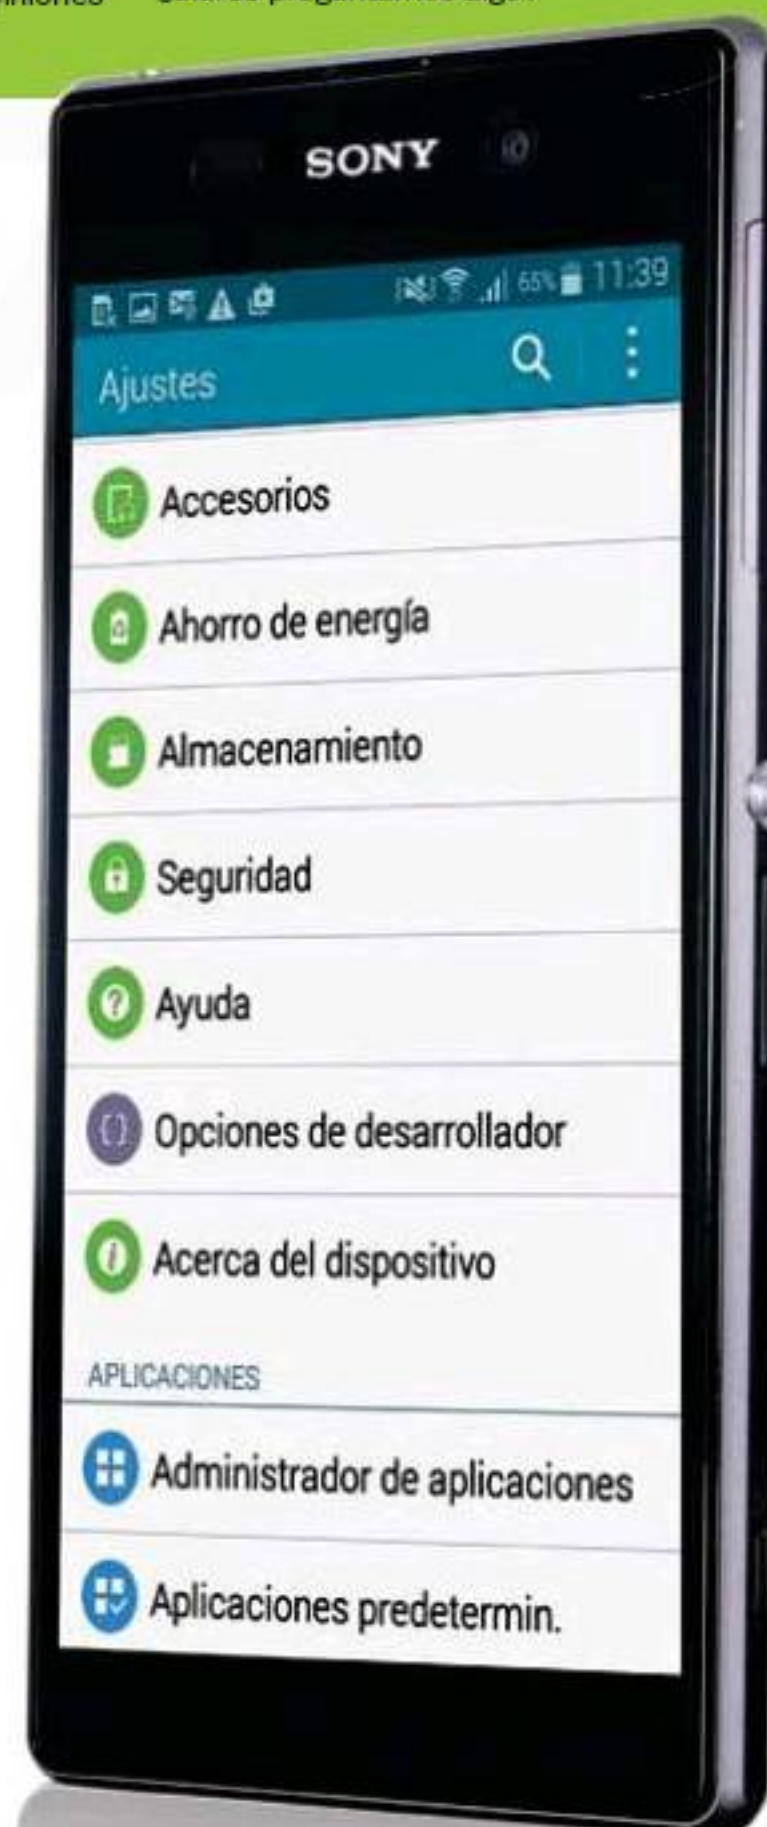 SONY
65% 11:39
Ajustes
Accesorios
Ahorro de energía
Almacenamiento
Seguridad
Ayuda
Opciones de desarrollador
Acerca del dispositivo
APLICACIONES
Administrador de aplicaciones
Aplicaciones predetermin.